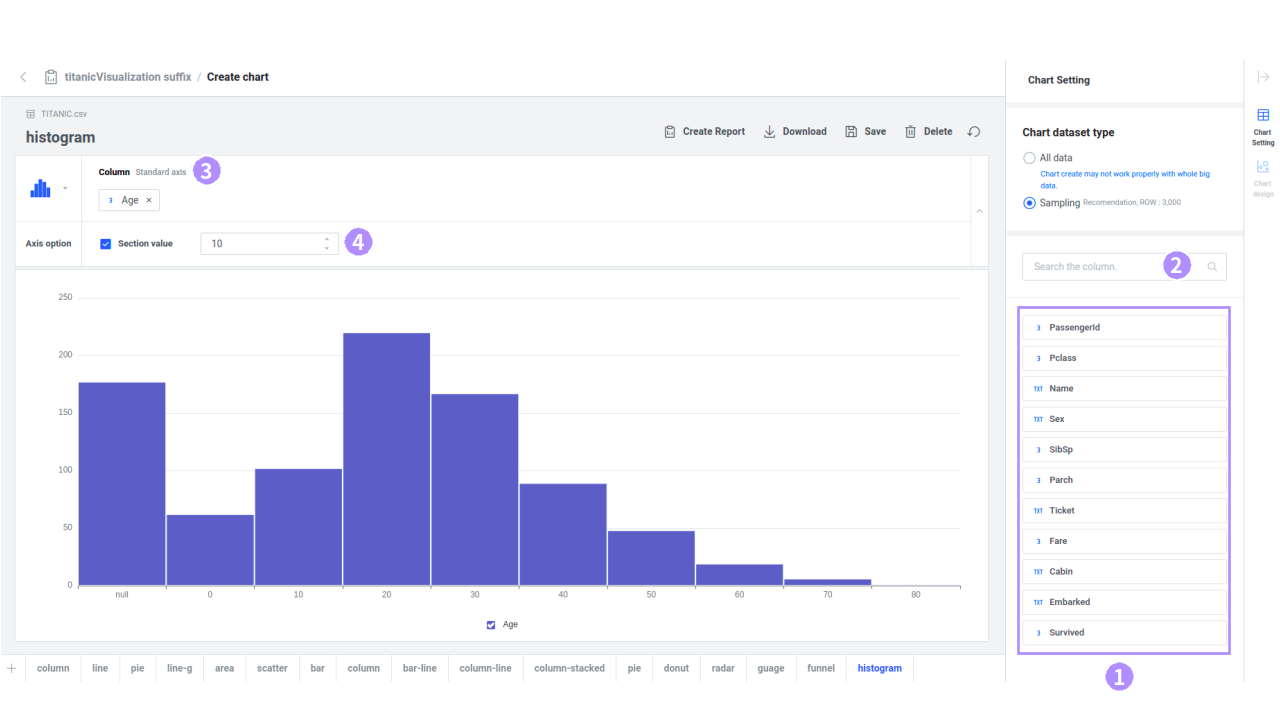 titanicVisualization suffix / Create chart
TITANIC.csv
histogram
Create Report
Download
Save
Delete
Column Standard axis
3
3 Age ×
Axis option
Section value
10
4
250
200
150
100
50
0
null 0 10 20 30 40 50 60 70 80
Age
+ column line pie line-g area scatter bar column bar-line column-line column-stacked pie donut radar guage funnel histogram
Chart Setting
Chart dataset type
All data
Chart create may not work properly with whole big
data.
Sampling Recomendation, ROW : 3,000
Search the column.
2
3 PassengerId
3 Pclass
TXT Name
TXT Sex
3 SibSp
3 Parch
TXT Ticket
3 Fare
TXT Cabin
TXT Embarked
3 Survived
1
Chart
Setting
Chart
design